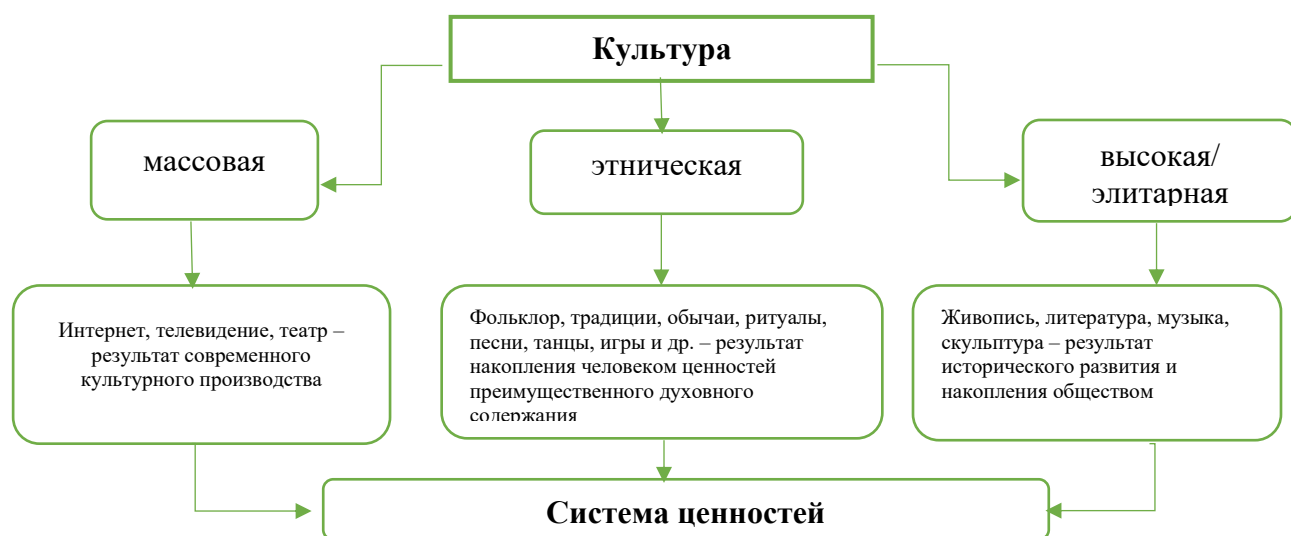 Культура
массовая
этническая
высокая/
элитарная
Интернет, телевидение, театр –
результат современного
культурного производства
Фольклор, традиции, обычаи, ритуалы,
песни, танцы, игры и др. – результат
накопления человеком ценностей
преимущественного духовного
содержания
Живопись, литература, музыка,
скульптура – результат
исторического развития и
накопления обществом
Система ценностей